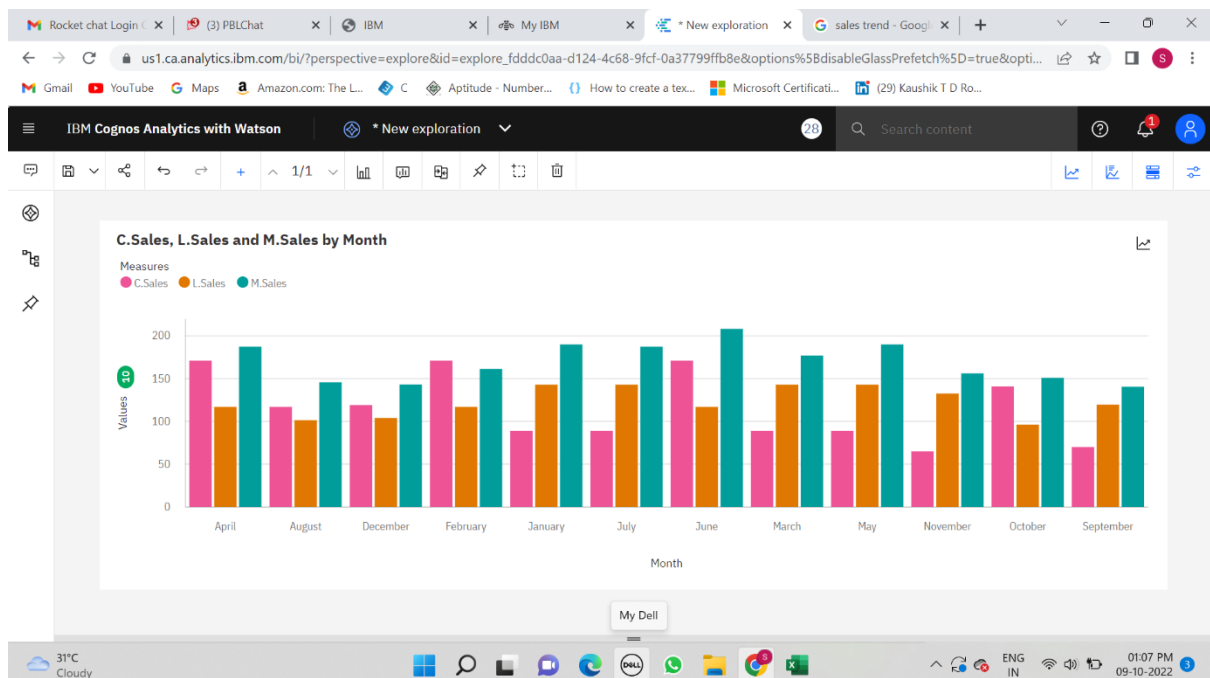 Rocket chat Login C
(3) PBLChat
IBM
My IBM
* New exploration
sales trend - Googl
us1.ca.analytics.ibm.com/bi/?perspective=explore&id=explore_fdddc0aa-d124-4c68-9fcf-0a37799ffb8e&options%5BdisableGlassPrefetch%5D=true&opti...
S
Gmail
YouTube
Maps
Amazon.com: The L...
C
Aptitude - Number...
How to create a tex...
Microsoft Certificati...
(29) Kaushik T D Ro...
IBM Cognos Analytics with Watson
* New exploration
28
Search content
1
1/1
C.Sales, L.Sales and M.Sales by Month
Measures
C.Sales L.Sales M.Sales
200
150
100
50
0
10
Values
April August December February January July June March May November October September
Month
My Dell
31°C
Cloudy
DELL
S
ENG
IN
01:07 PM
09-10-2022
3